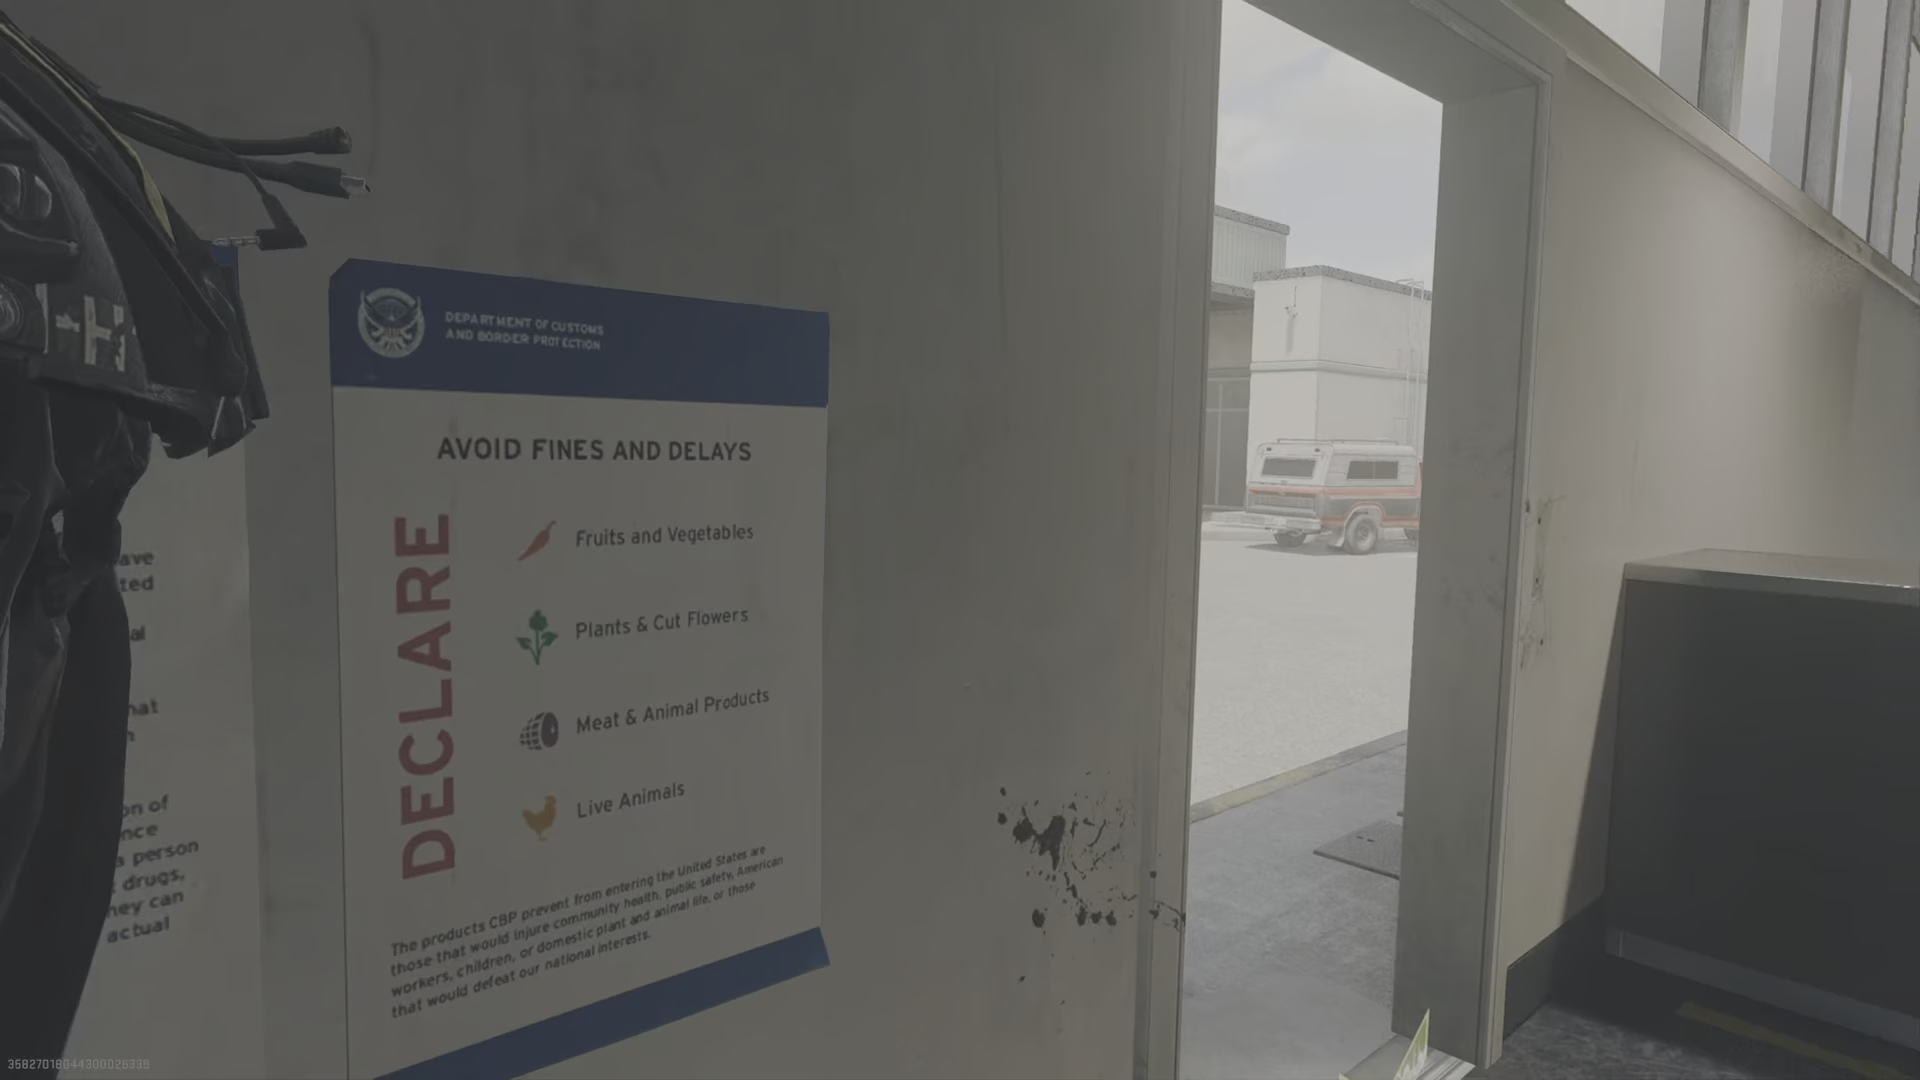 DEPARTMENT OF CUSTOMS
AND BORDER PROTECTION
AVOID FINES AND DELAYS
DECLARE
Fruits and Vegetables
Plants & Cut Flowers
Meat & Animal Products
Live Animals
The products CBP prevent from entering the United States are
those that would injure community health, public safety, American
workers, children, or domestic plant and animal life, or those
that would defeat our national interests.
ave
ted
al
hat
n
on of
nce
a person
drugs,
hey can
actual